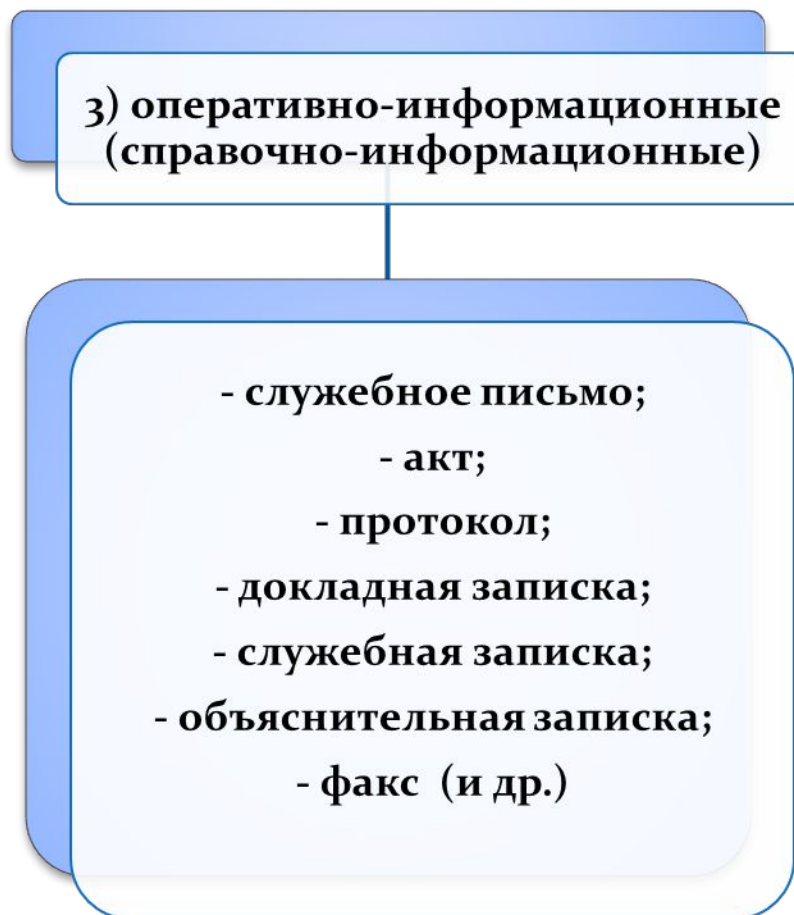 3) оперативно-информационные
(справочно-информационные)
- служебное письмо;
- акт;
- протокол;
- докладная записка;
- служебная записка;
- объяснительная записка;
- факс (и др.)